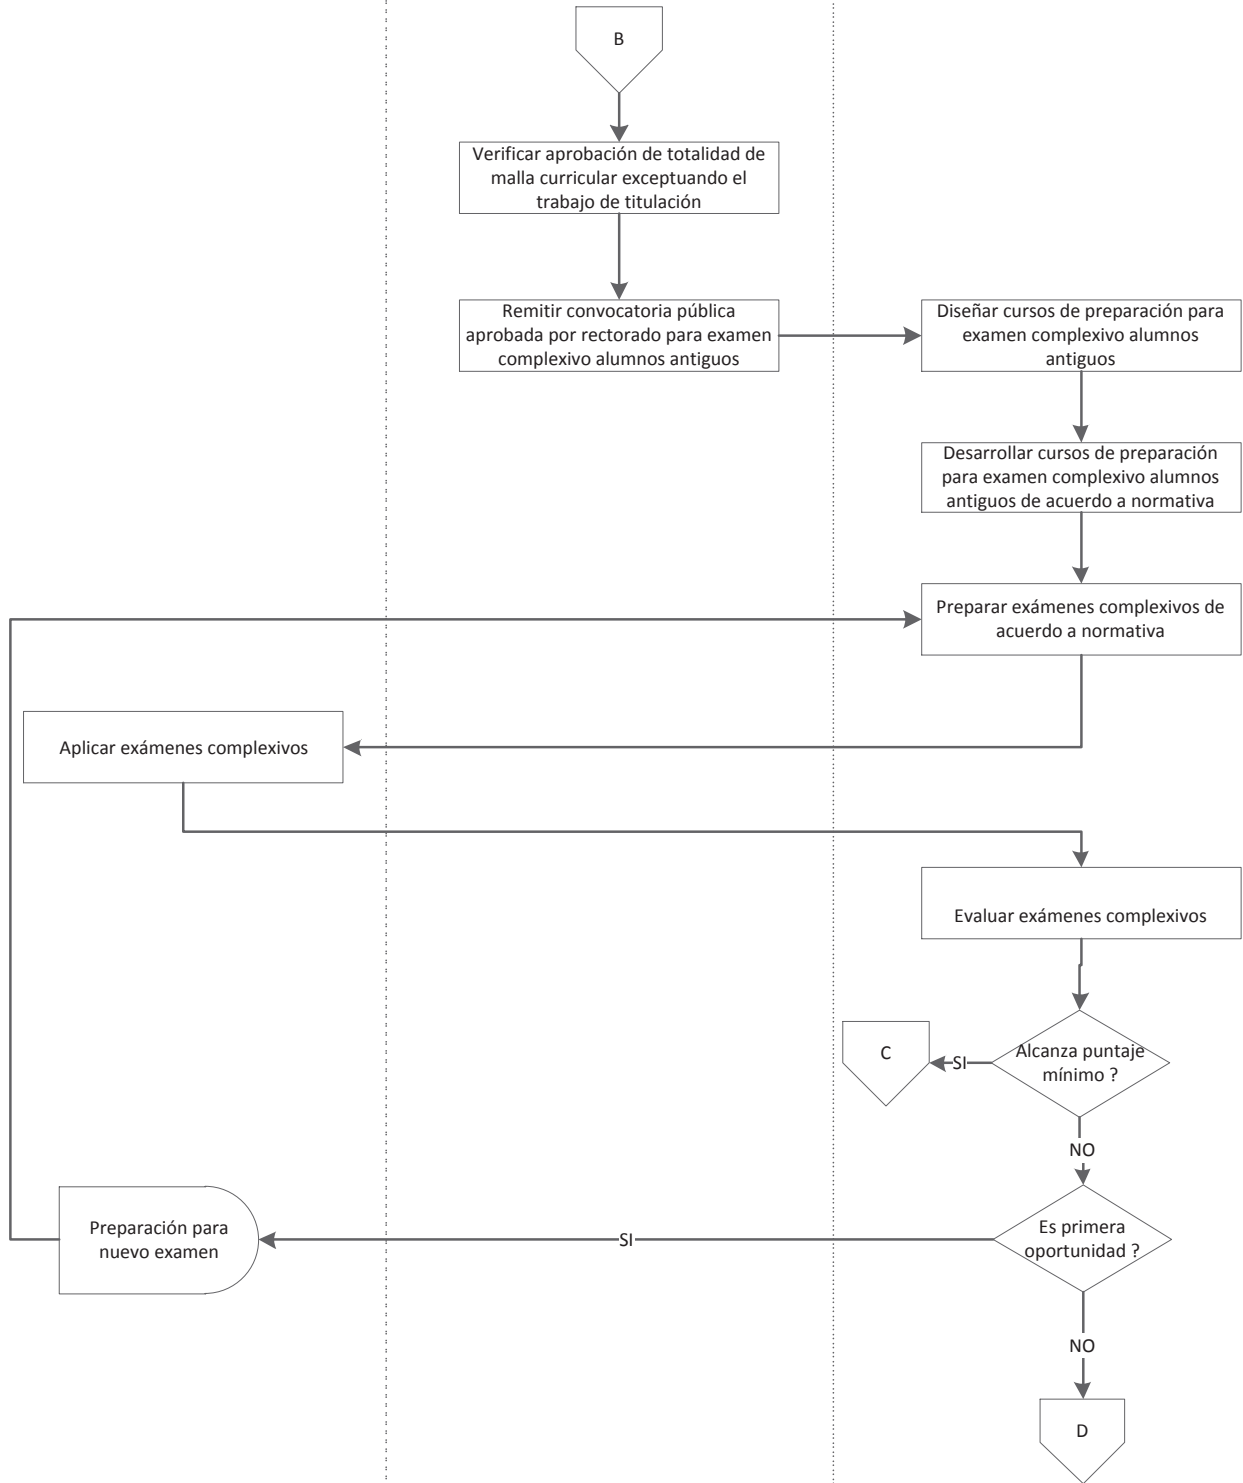 B
Verificar aprobación de totalidad de
malla curricular exceptuando el
trabajo de titulación
Remitir convocatoria pública
aprobada por rectorado para examen
complexivo alumnos antiguos
Diseñar cursos de preparación para
examen complexivo alumnos
antiguos
Desarrollar cursos de preparación
para examen complexivo alumnos
antiguos de acuerdo a normativa
Preparar exámenes complexivos de
acuerdo a normativa
Aplicar exámenes complexivos
Evaluar exámenes complexivos
Alcanza puntaje
mínimo ?
SI
C
NO
Es primera
oportunidad ?
SI
Preparación para
nuevo examen
NO
D